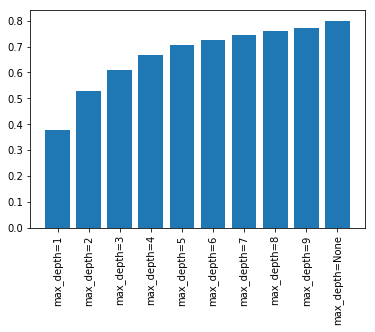 0.8
0.7
0.6
0.5
0.4
0.3
0.2
0.1
0.0
max_depth=1
max_depth=2
max_depth=3
max_depth=4
max_depth=5
max_depth=6
max_depth=7
max_depth=8
max_depth=9
max_depth=None